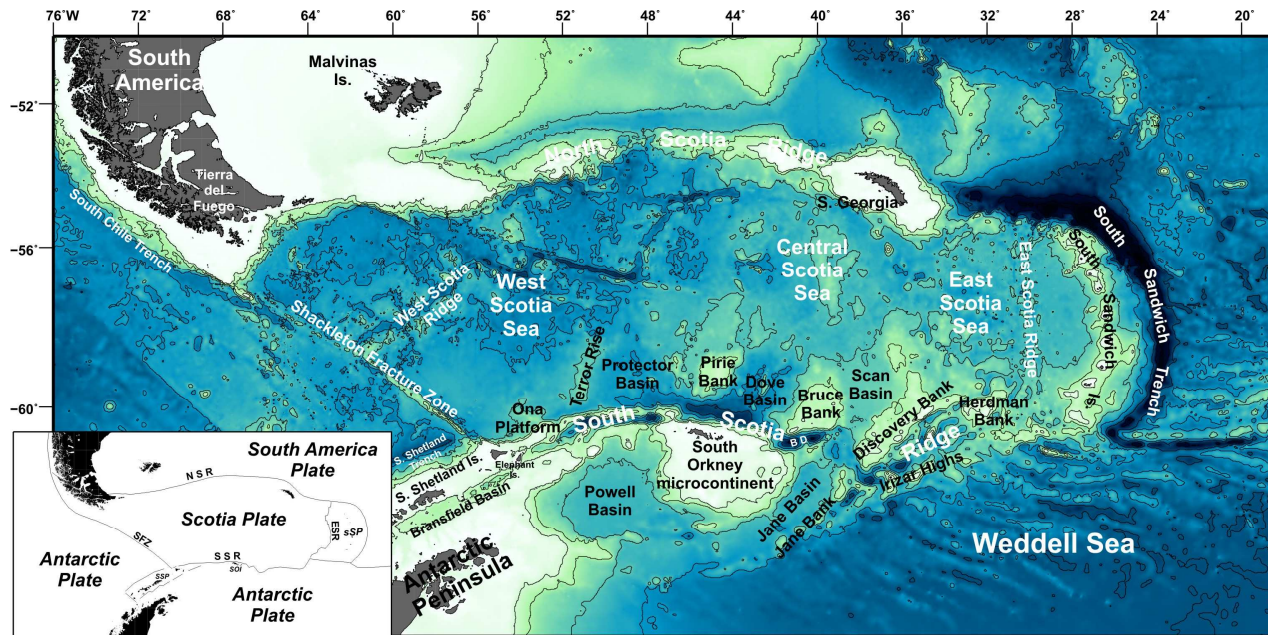 76°W 72° 68° 64° 60° 56° 52° 48° 44° 40° 36° 32° 28° 24° 20°
−52°
−56°
−60°
South
America
Malvinas
Is.
Tierra
del
Fuego
South Chile Trench
North Scotia Ridge
S. Georgia
Shackleton Fracture Zone
West Scotia
Ridge
West
Scotia
Sea
Central
Scotia
Sea
East
Scotia
Sea
East Scotia Ridge
South Sandwich Is.
South Sandwich Trench
Terror Rise
Protector
Basin
Pirie
Bank
Dove
Basin
Bruce
Bank
Scan
Basin
Discovery Bank
Herdman
Bank
Ona
Platform
South Scotia Ridge
B D
Irizar Highs
S. Shetland
Trench
S. Shetland Is.
Elephant
Is.
Bransfield Basin
South
Orkney
microcontinent
Powell
Basin
Jane Basin
Jane Bank
Weddell Sea
Antarctic
Peninsula
South America
Plate
N S R
Scotia Plate
ESR
sSP
SFZ
Antarctic
Plate
S S R
SOI
SSP
Antarctic
Plate